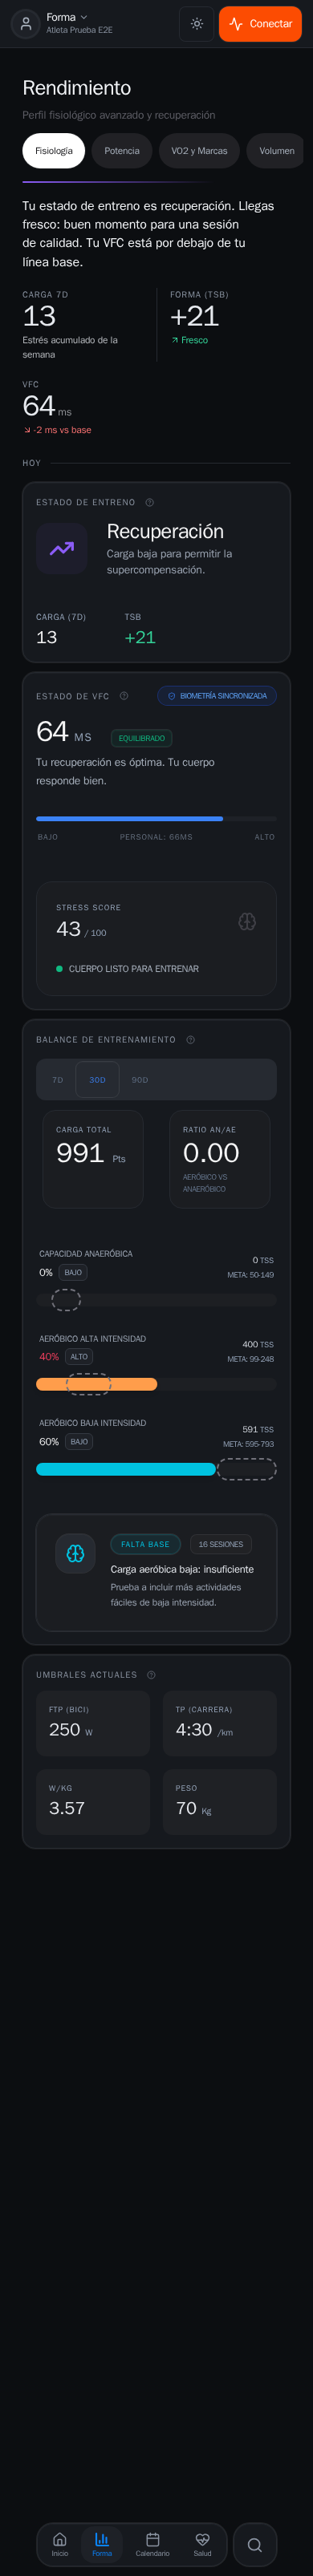 Forma
Atleta Prueba E2E
Conectar
Rendimiento
Perfil fisiológico avanzado y recuperación
Fisiología
Potencia
VO2 y Marcas
Volumen
Tu estado de entreno es recuperación. Llegas
fresco: buen momento para una sesión
de calidad. Tu VFC está por debajo de tu
línea base.
CARGA 7D
13
Estrés acumulado de la
semana
FORMA (TSB)
+21
Fresco
VFC
64 ms
-2 ms vs base
HOY
ESTADO DE ENTRENO
Recuperación
Carga baja para permitir la
supercompensación.
CARGA (7D)
13
TSB
+21
ESTADO DE VFC
BIOMETRÍA SINCRONIZADA
64 MS
EQUILIBRADO
Tu recuperación es óptima. Tu cuerpo
responde bien.
BAJO
PERSONAL: 66MS
ALTO
STRESS SCORE
43 / 100
CUERPO LISTO PARA ENTRENAR
BALANCE DE ENTRENAMIENTO
7D
30D
90D
CARGA TOTAL
991 Pts
RATIO AN/AE
0.00
AERÓBICO VS
ANAERÓBICO
CAPACIDAD ANAERÓBICA
0% BAJO
0 TSS
META: 50-149
AERÓBICO ALTA INTENSIDAD
40% ALTO
400 TSS
META: 99-248
AERÓBICO BAJA INTENSIDAD
60% BAJO
591 TSS
META: 595-793
FALTA BASE
16 SESIONES
Carga aeróbica baja: insuficiente
Prueba a incluir más actividades
fáciles de baja intensidad.
UMBRALES ACTUALES
FTP (BICI)
250 W
TP (CARRERA)
4:30 /km
W/KG
3.57
PESO
70 Kg
Inicio
Forma
Calendario
Salud